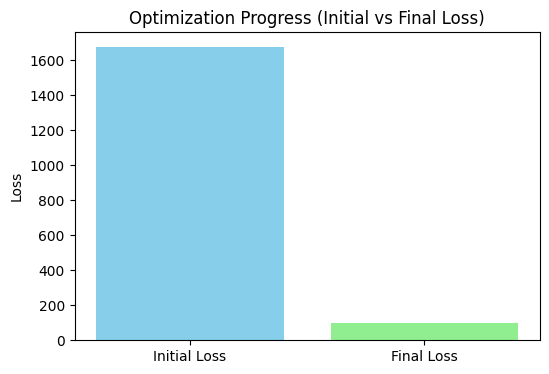 Optimization Progress (Initial vs Final Loss)
1600
1400
1200
1000
800
600
400
200
0
Loss
Initial Loss
Final Loss